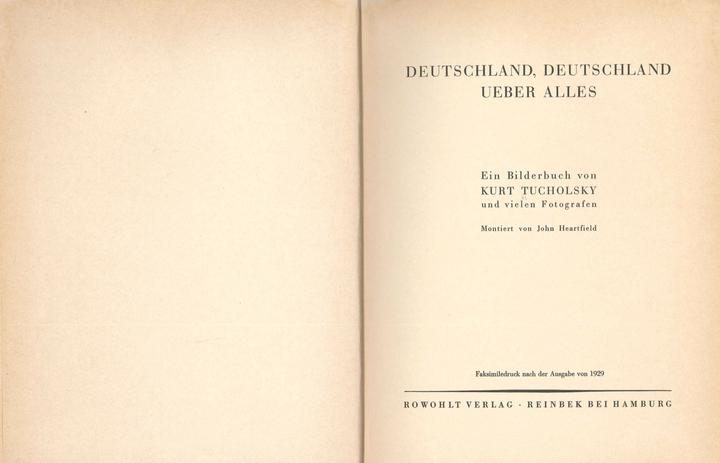 DEUTSCHLAND, DEUTSCHLAND
UEBER ALLES
Ein Bilderbuch von
KURT TUCHOLSKY
und vielen Fotografen
Montiert von John Heartfield
Faksimiledruck nach der Ausgabe von 1929
ROWOHLT VERLAG · REINBEK BEI HAMBURG